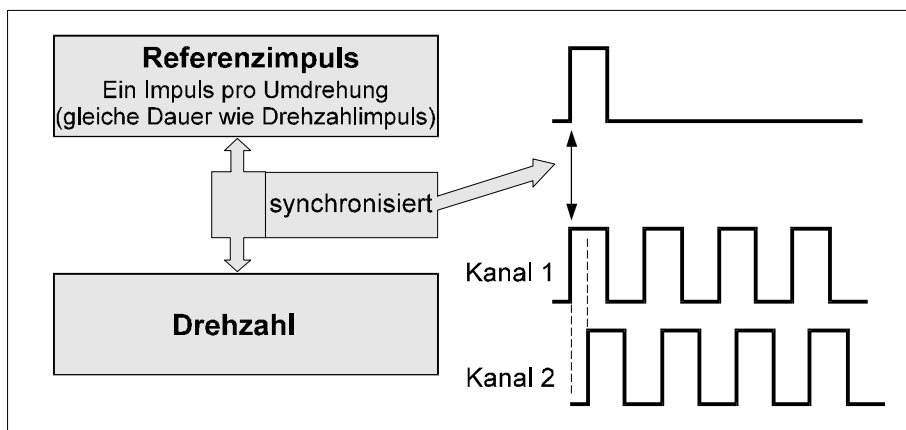 Referenzimpuls
Ein Impuls pro Umdrehung
(gleiche Dauer wie Drehzahlimpuls)
synchronisiert
Drehzahl
Kanal 1
Kanal 2